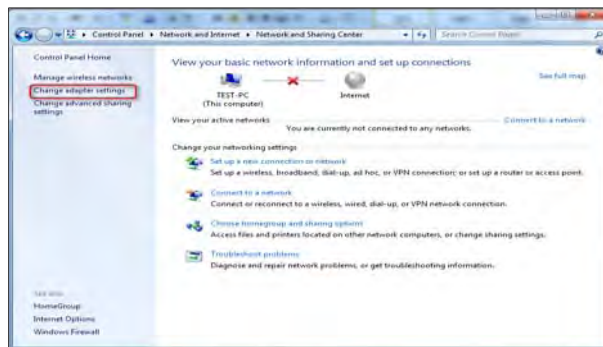 Control Panel ▸ Network and Internet ▸ Network and Sharing Center
Search Control Panel
Control Panel Home
Manage wireless networks
Change adapter settings
Change advanced sharing
settings
See also
HomeGroup
Internet Options
Windows Firewall
View your basic network information and set up connections
See full map
TEST-PC
(This computer)
Internet
View your active networks
Connect to a network
You are currently not connected to any networks.
Change your networking settings
Set up a new connection or network
Set up a wireless, broadband, dial-up, ad hoc, or VPN connection; or set up a router or access point.
Connect to a network
Connect or reconnect to a wireless, wired, dial-up, or VPN network connection.
Choose homegroup and sharing options
Access files and printers located on other network computers, or change sharing settings.
Troubleshoot problems
Diagnose and repair network problems, or get troubleshooting information.